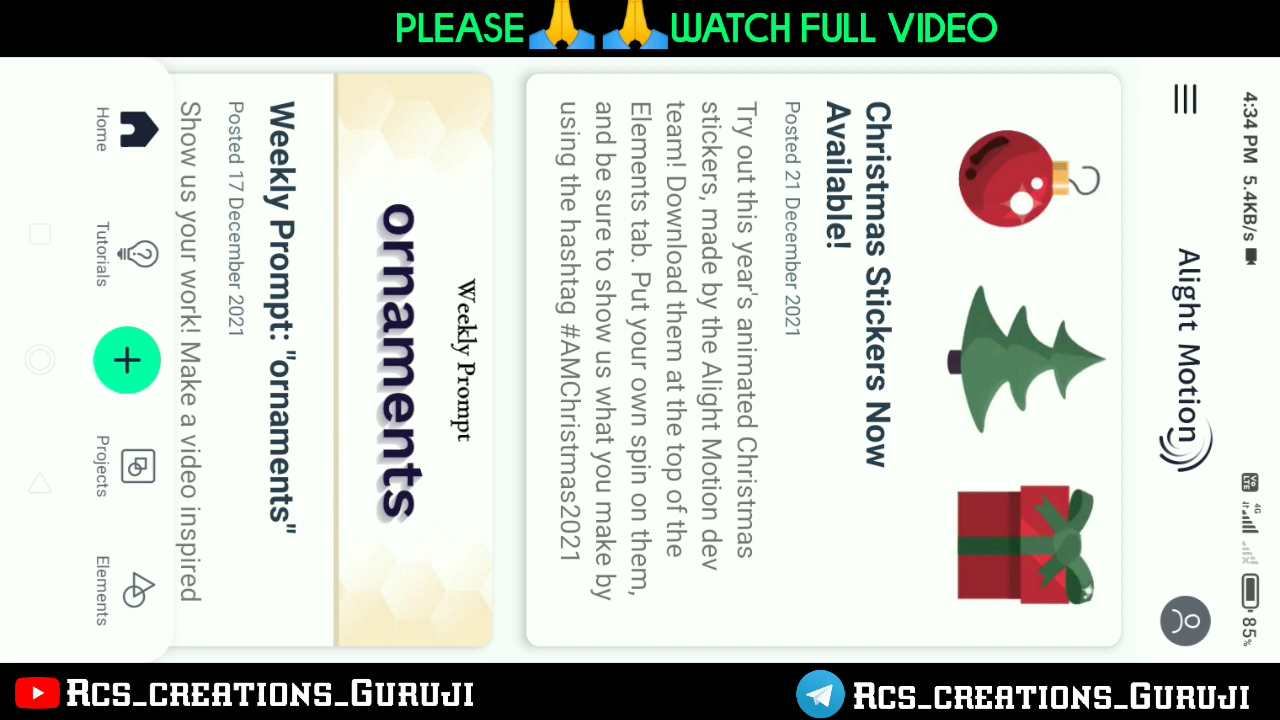 PLEASE🙏 🙏WATCH FULL VIDEO
4:34 PM 5.4KB/s
Vo LTE 4G 85%
Alight Motion
Christmas Stickers Now
Available!
Posted 21 December 2021
Try out this year's animated Christmas
stickers, made by the Alight Motion dev
team! Download them at the top of the
Elements tab. Put your own spin on them,
and be sure to show us what you make by
using the hashtag #AMChristmas2021
Weekly Prompt
ornaments
Weekly Prompt: "ornaments"
Posted 17 December 2021
Show us your work! Make a video inspired
Home
Tutorials
Projects
Elements
Rcs_creations_Guruji
Rcs_creations_Guruji